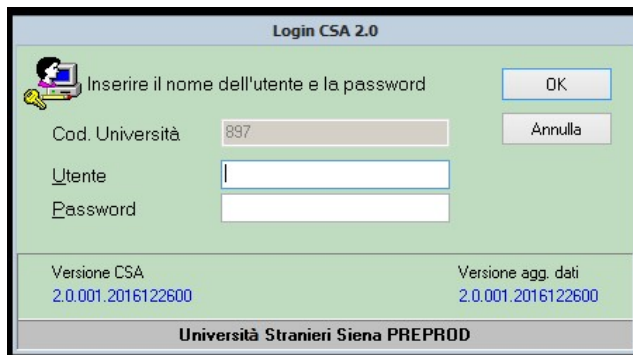 Login CSA 2.0
Inserire il nome dell'utente e la password
OK
Cod. Università
897
Annulla
Utente
Password
Versione CSA
Versione agg. dati
2.0.001.2016122600
2.0.001.2016122600
Università Stranieri Siena PREPROD